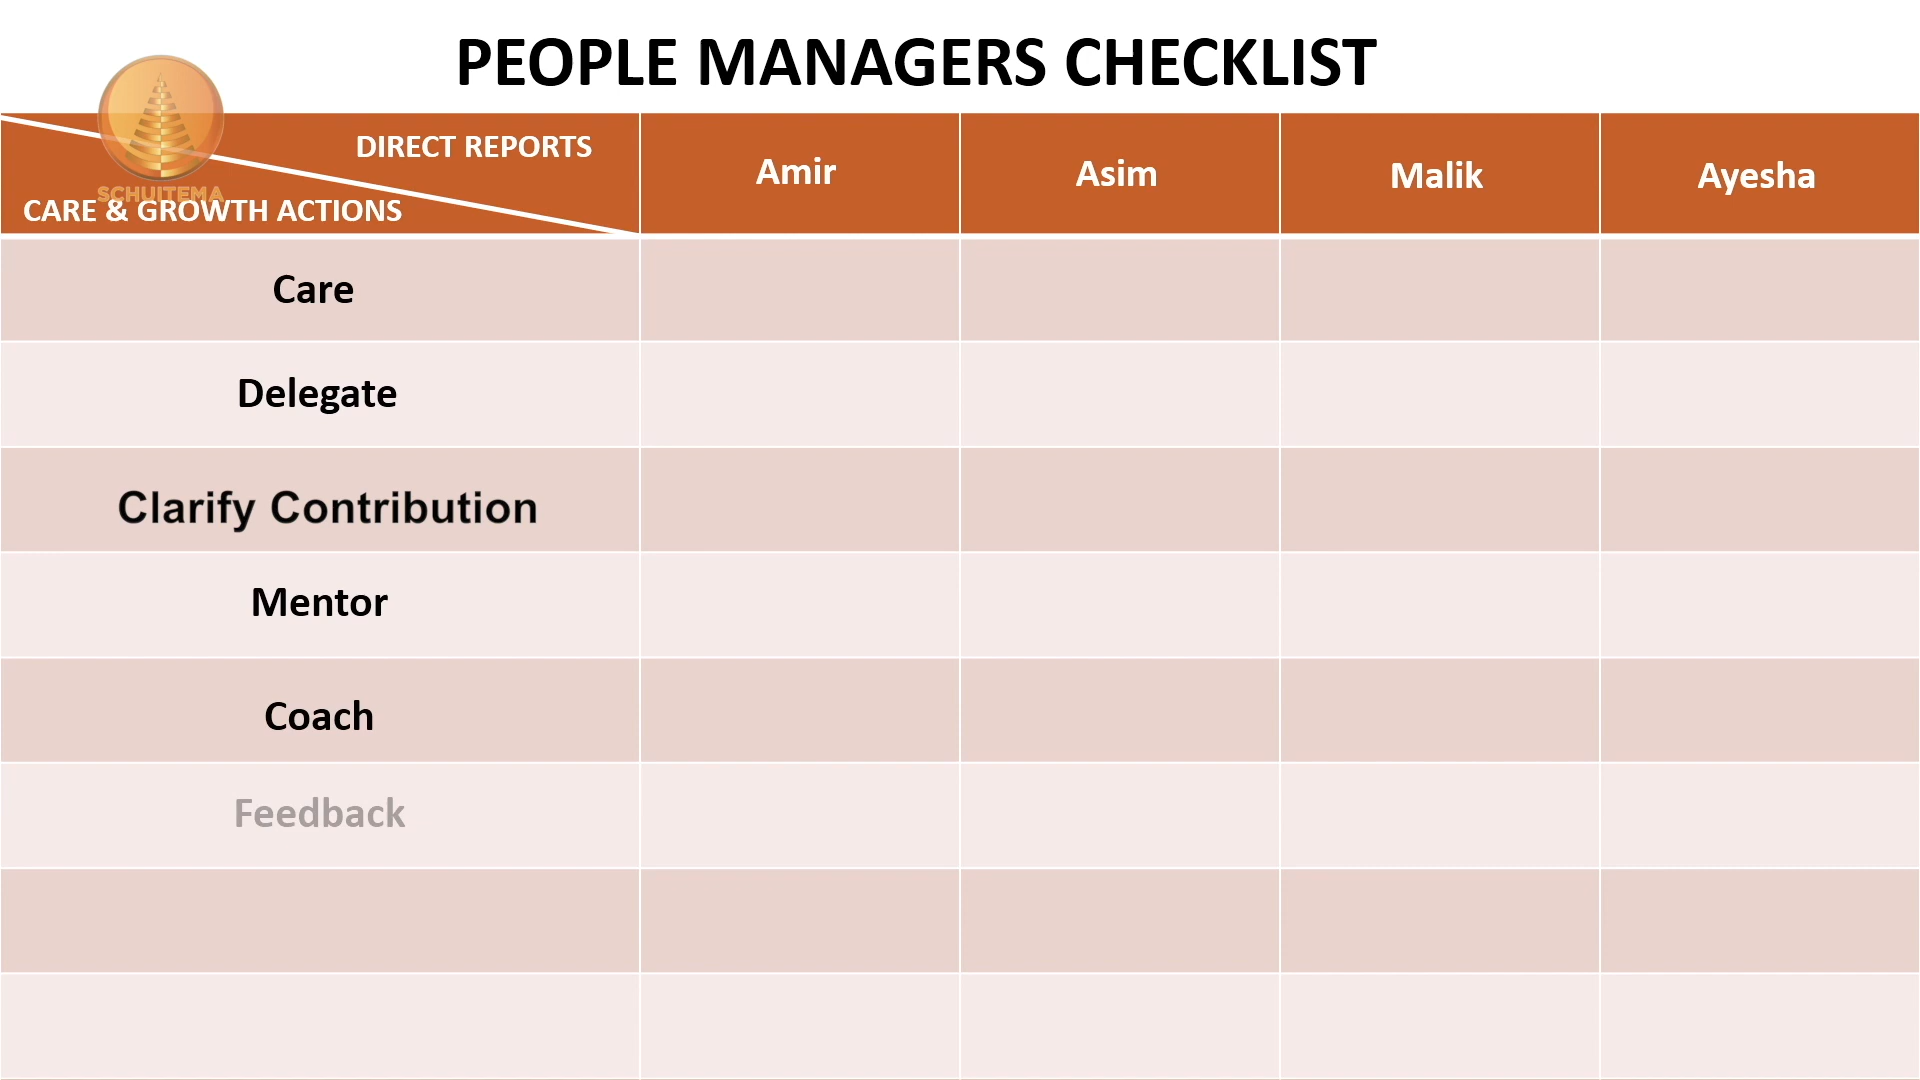 PEOPLE MANAGERS CHECKLIST
SCHUITEMA
DIRECT REPORTS
CARE & GROWTH ACTIONS
Amir
Asim
Malik
Ayesha
Care
Delegate
Clarify Contribution
Mentor
Coach
Feedback